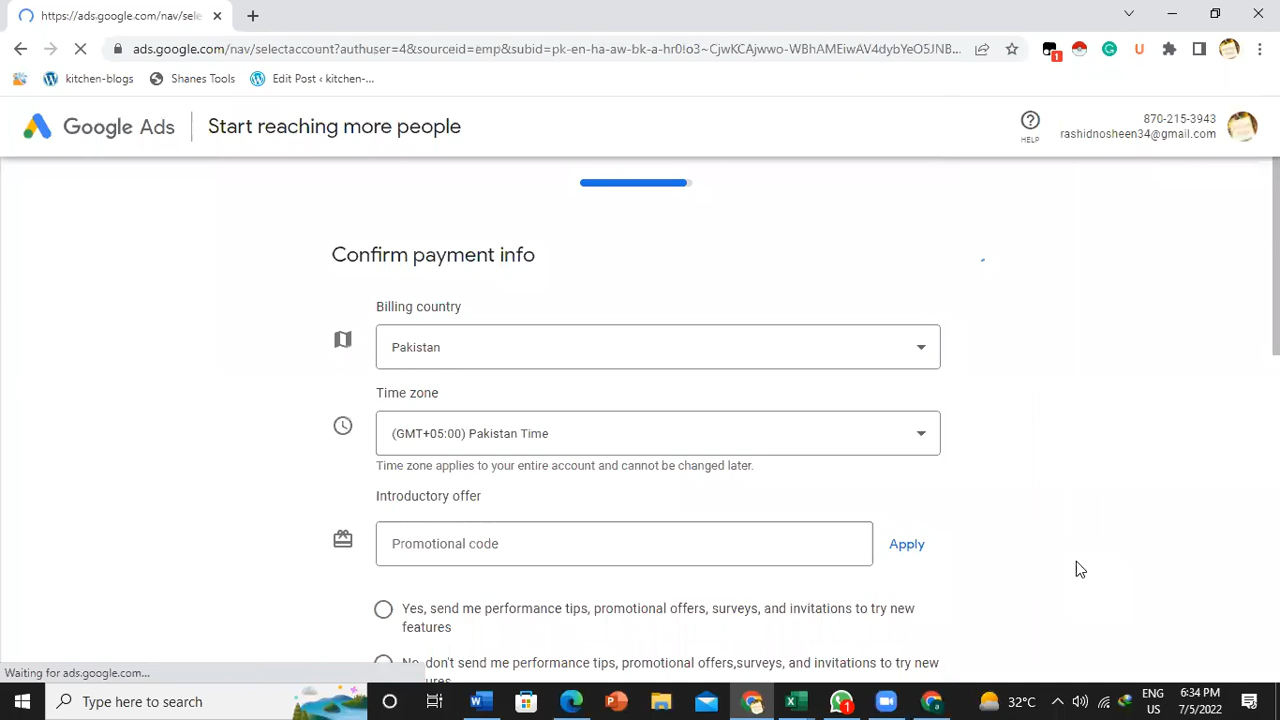 https://ads.google.com/nav/sele
ads.google.com/nav/selectaccount?authuser=4&sourceid=emp&subid=pk-en-ha-aw-bk-a-hr0!o3~CjwKCAjwwo-WBhAMEiwAV4dybYeO5JNB...
kitchen-blogs
Shanes Tools
Edit Post ‹ kitchen-...
1
U
Google Ads
Start reaching more people
HELP
870-215-3943
rashidnosheen34@gmail.com
Confirm payment info
Billing country
Pakistan
Time zone
(GMT+05:00) Pakistan Time
Time zone applies to your entire account and cannot be changed later.
Introductory offer
Promotional code
Apply
Yes, send me performance tips, promotional offers, surveys, and invitations to try new
features
No, don't send me performance tips, promotional offers,surveys, and invitations to try new
features
Waiting for ads.google.com...
Type here to search
1
32°C
ENG
US
6:34 PM
7/5/2022